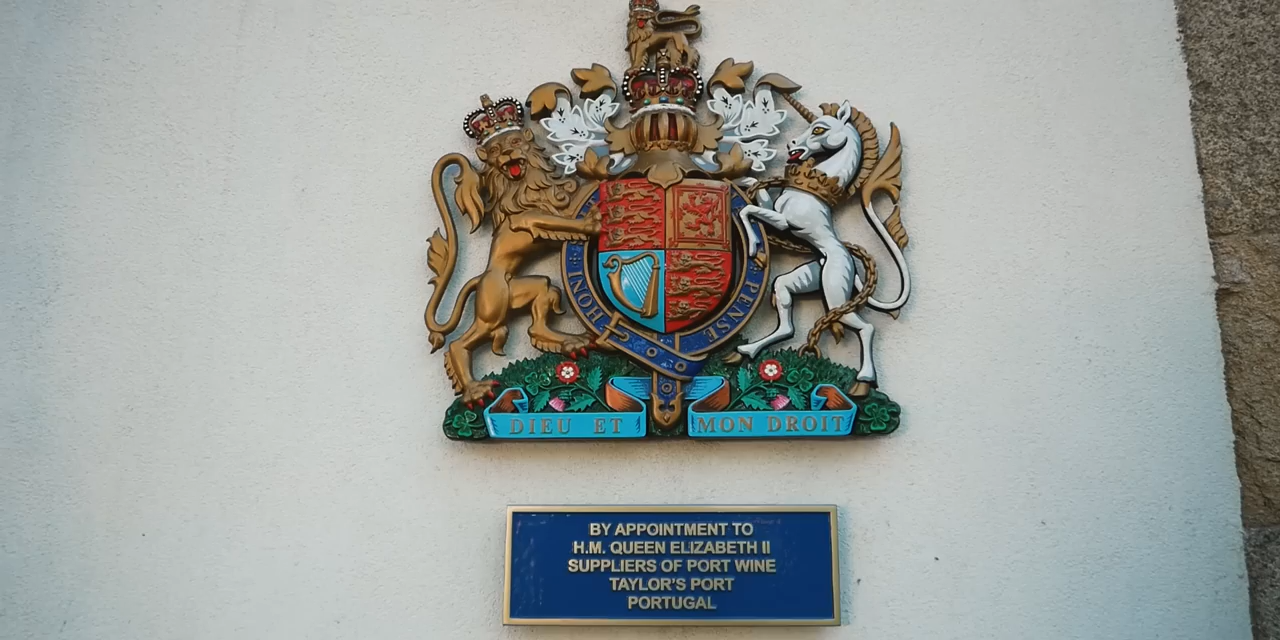 HONI
PENSE
DIEU ET
MON DROIT
BY APPOINTMENT TO
H.M. QUEEN ELIZABETH II
SUPPLIERS OF PORT WINE
TAYLOR'S PORT
PORTUGAL